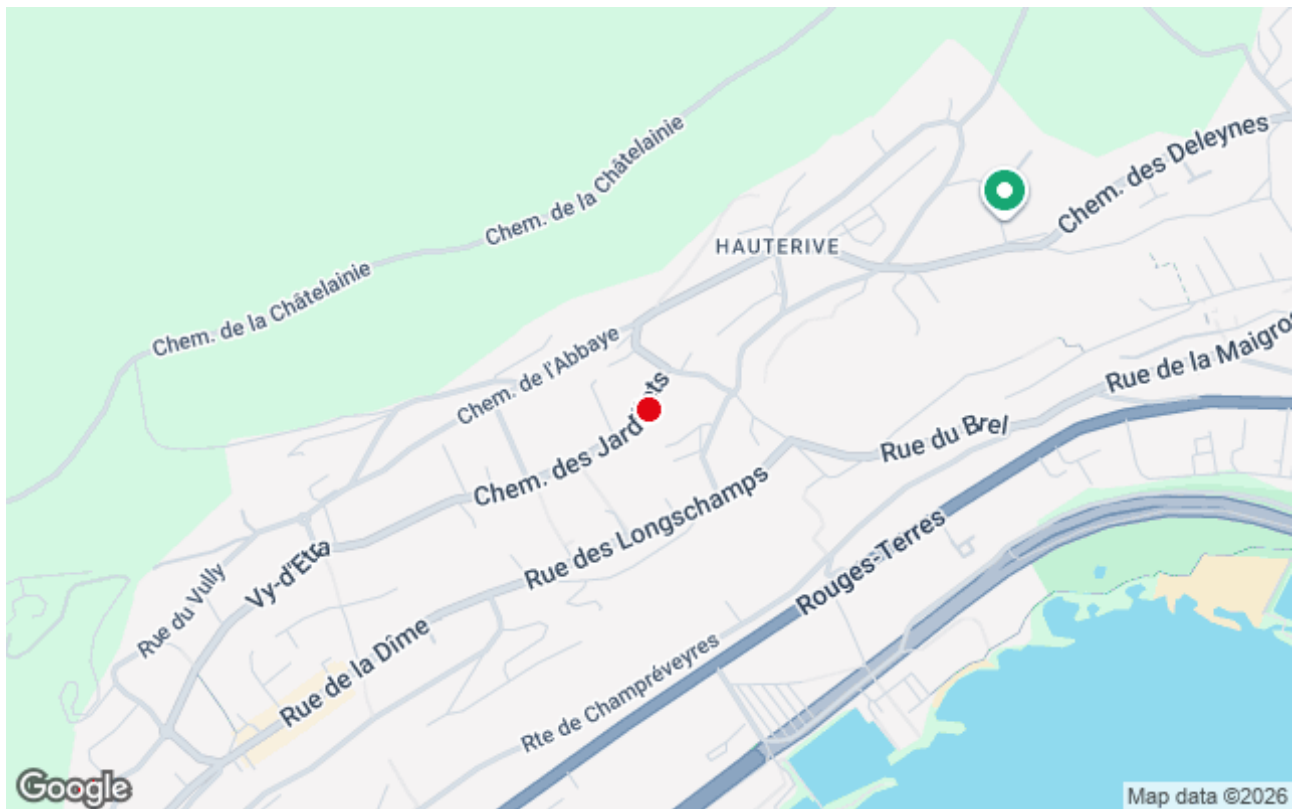 Chem. de la Châtelainie
Chem. des Deleynes
HAUTERIVE
Chem. de la Châtelainie
Chem. de l'Abbaye
Rue de la Maigro
Rue du Brel
Chem. des Jard ets
Rue des Longschamps
Rouges-Terres
Vy-d'Etra
Rue du Vully
Rue de la Dîme
Rte de Champréveyres
Google
Map data ©2026